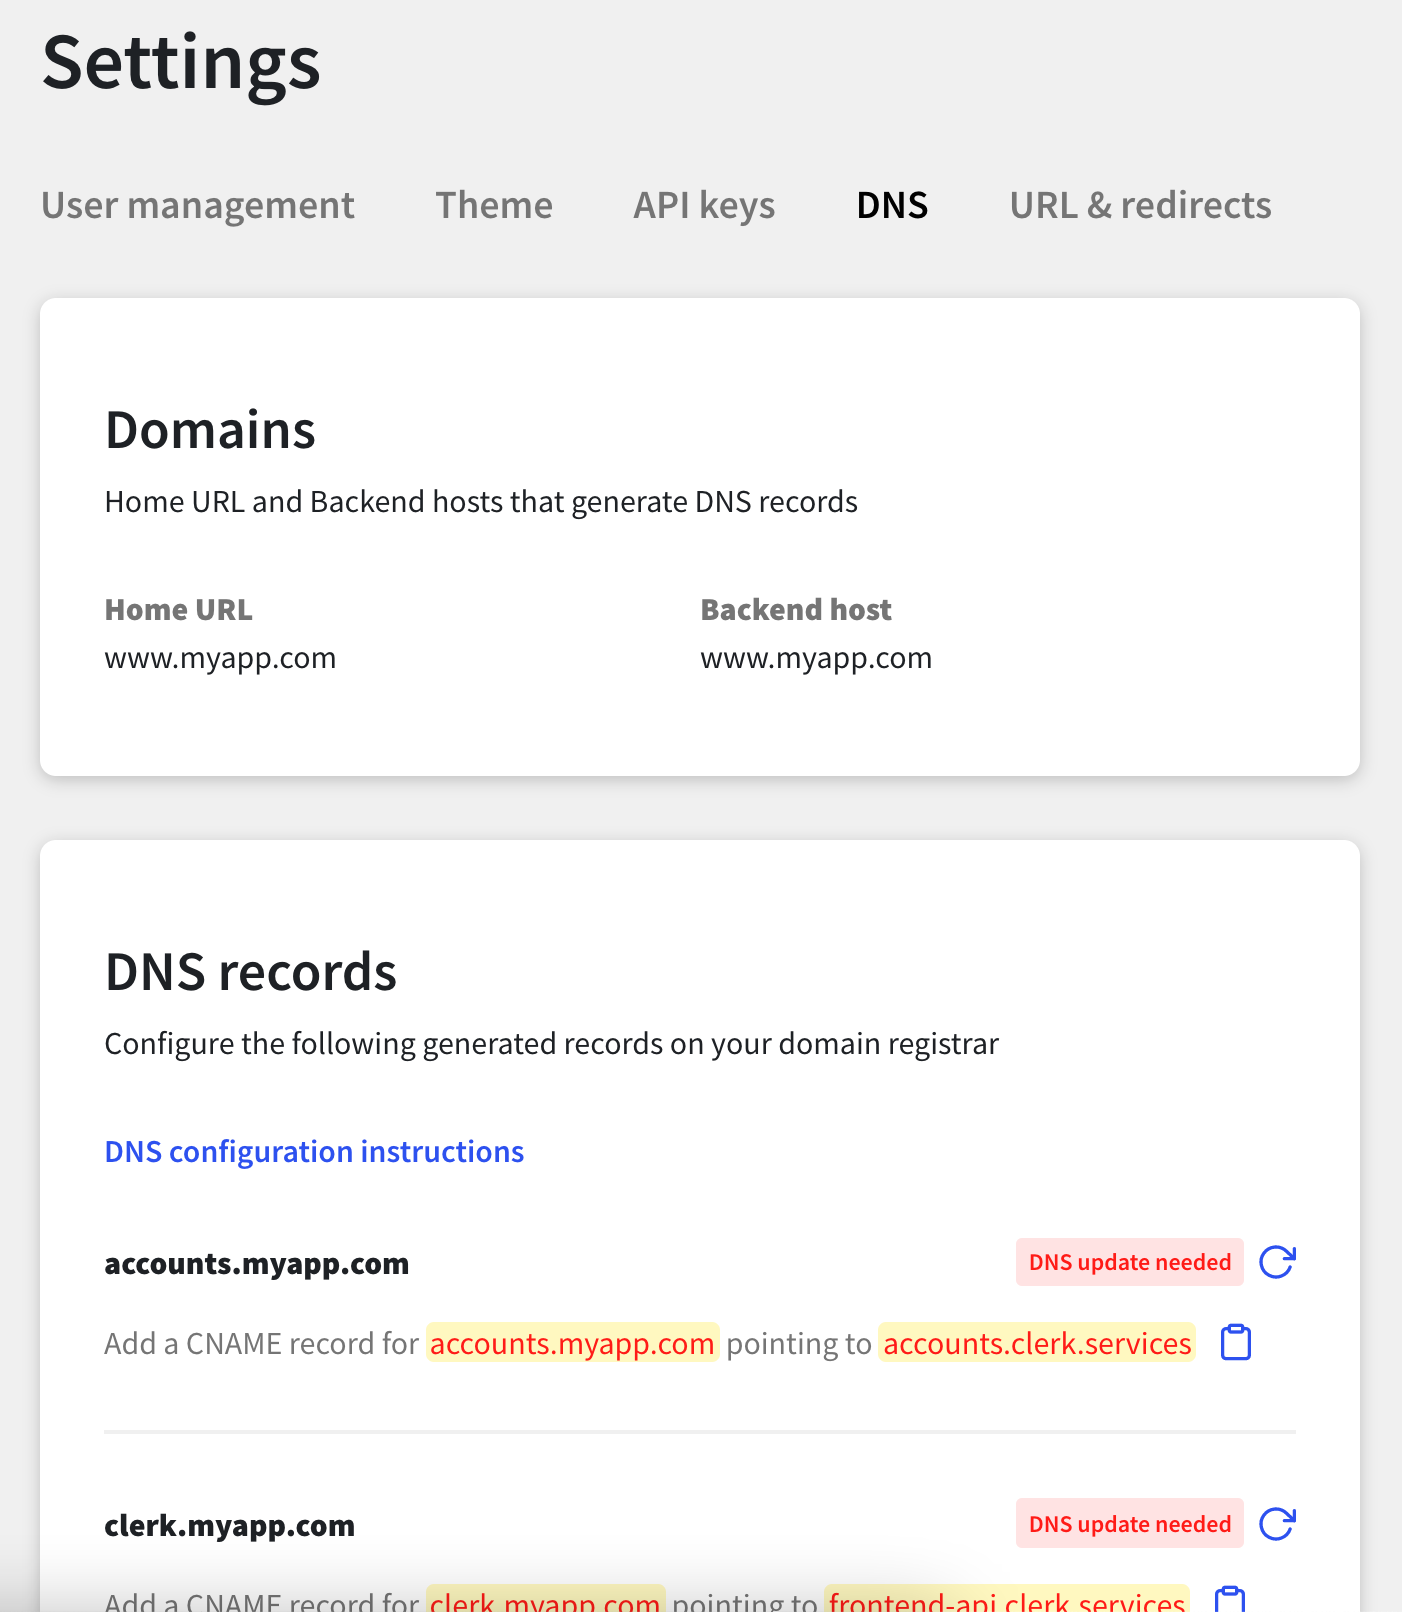 Settings
User management Theme API keys DNS URL & redirects
Domains
Home URL and Backend hosts that generate DNS records
Home URL Backend host
www.myapp.com www.myapp.com
DNS records
Configure the following generated records on your domain registrar
DNS configuration instructions
accounts.myapp.com DNS update needed
Add a CNAME record for accounts.myapp.com pointing to accounts.clerk.services
clerk.myapp.com DNS update needed
Add a CNAME record for clerk.myapp.com pointing to frontend-api.clerk.services